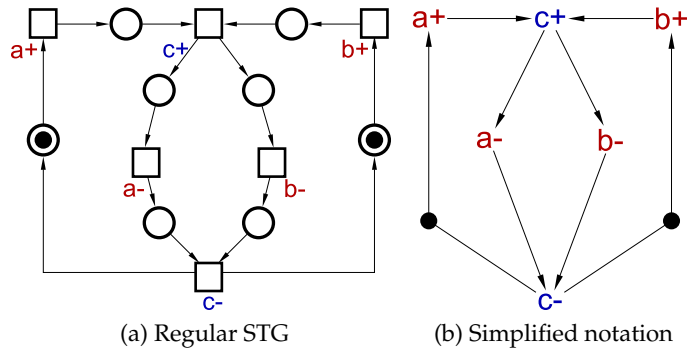 a+
c+
b+
a-
b-
c-
(a) Regular STG
a+
c+
b+
a-
b-
c-
(b) Simplified notation